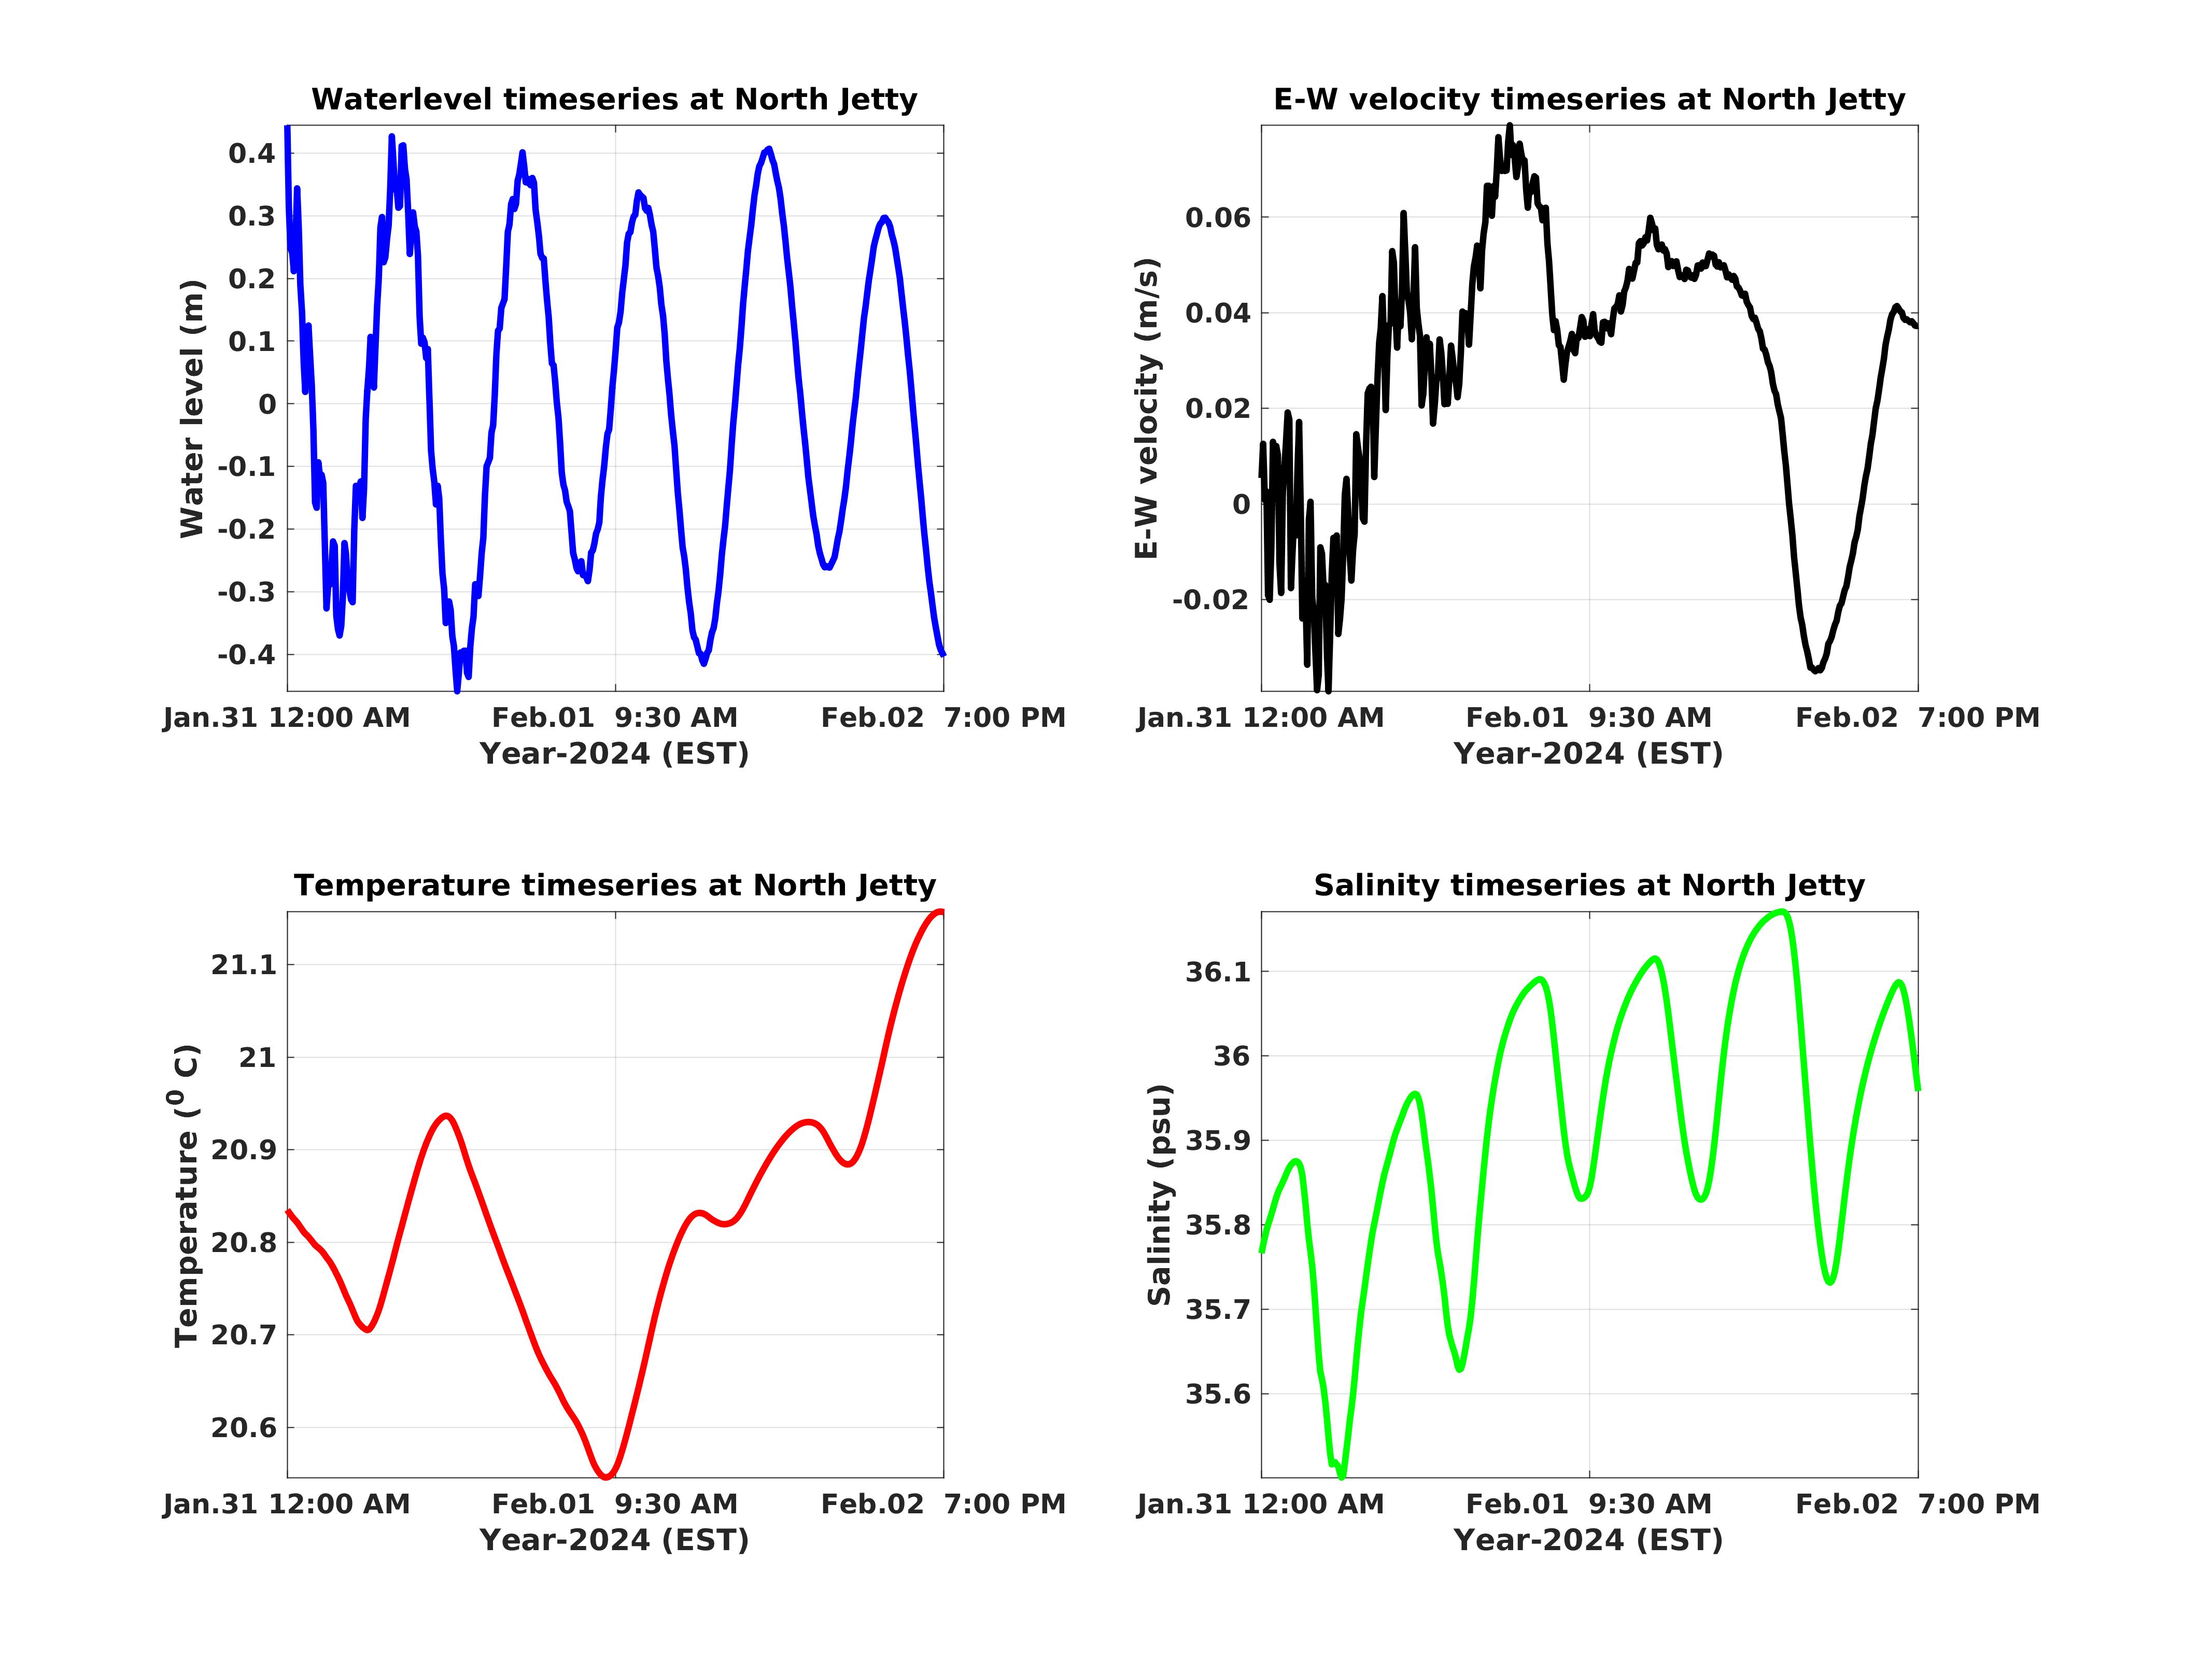 Waterlevel timeseries at North Jetty
Water level (m)
0.4
0.3
0.2
0.1
0
-0.1
-0.2
-0.3
-0.4
Jan.31 12:00 AM
Feb.01 9:30 AM
Feb.02 7:00 PM
Year-2024 (EST)
E-W velocity timeseries at North Jetty
E-W velocity (m/s)
0.06
0.04
0.02
0
-0.02
Jan.31 12:00 AM
Feb.01 9:30 AM
Feb.02 7:00 PM
Year-2024 (EST)
Temperature timeseries at North Jetty
Temperature (⁰ C)
21.1
21
20.9
20.8
20.7
20.6
Jan.31 12:00 AM
Feb.01 9:30 AM
Feb.02 7:00 PM
Year-2024 (EST)
Salinity timeseries at North Jetty
Salinity (psu)
36.1
36
35.9
35.8
35.7
35.6
Jan.31 12:00 AM
Feb.01 9:30 AM
Feb.02 7:00 PM
Year-2024 (EST)